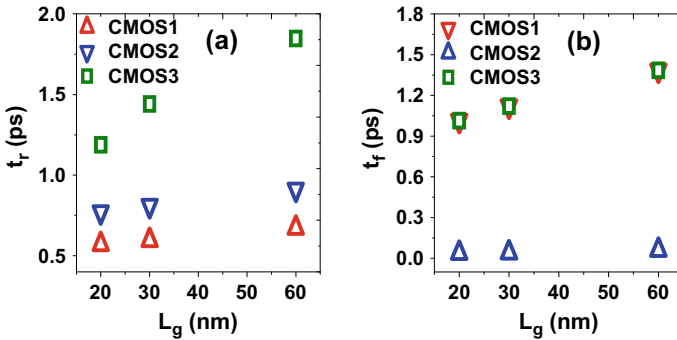 (a)
CMOS1
CMOS2
CMOS3
2.0
1.5
1.0
0.5
t_r (ps)
20 30 40 50 60
L_g (nm)
(b)
CMOS1
CMOS2
CMOS3
1.8
1.5
1.2
0.9
0.6
0.3
0.0
t_f (ps)
20 30 40 50 60
L_g (nm)